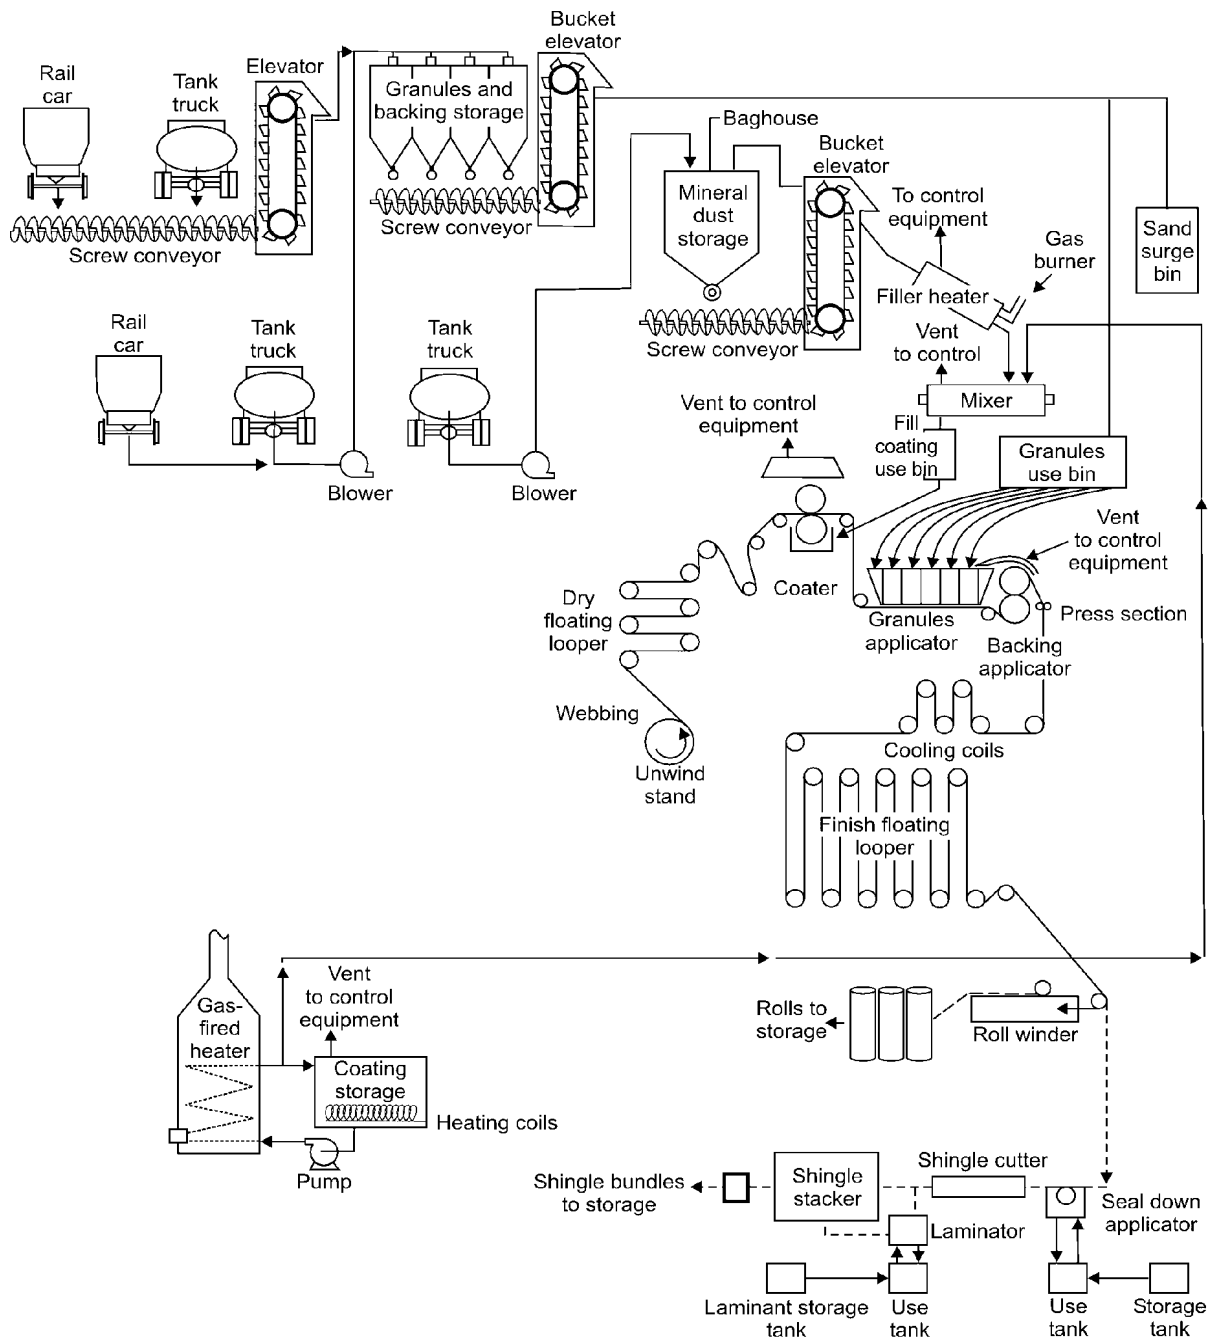 Bucket
elevator
Elevator
Rail
car
Tank
truck
Granules and
backing storage
Screw conveyor
Screw conveyor
Baghouse
Bucket
elevator
Mineral
dust
storage
To control
equipment
Sand
surge
bin
Gas
burner
Filler heater
Screw conveyor
Rail
car
Tank
truck
Tank
truck
Blower
Blower
Vent
to control
Mixer
Vent to control
equipment
Fill
coating
use bin
Granules
use bin
Vent
to control
equipment
Coater
Dry
floating
looper
Granules
applicator
Press section
Backing
applicator
Webbing
Unwind
stand
Cooling coils
Finish floating
looper
Gas-
fired
heater
Vent
to control
equipment
Coating
storage
Heating coils
Pump
Rolls to
storage
Roll winder
Shingle bundles
to storage
Shingle
stacker
Shingle cutter
Seal down
applicator
Laminator
Laminant storage
tank
Use
tank
Use
tank
Storage
tank